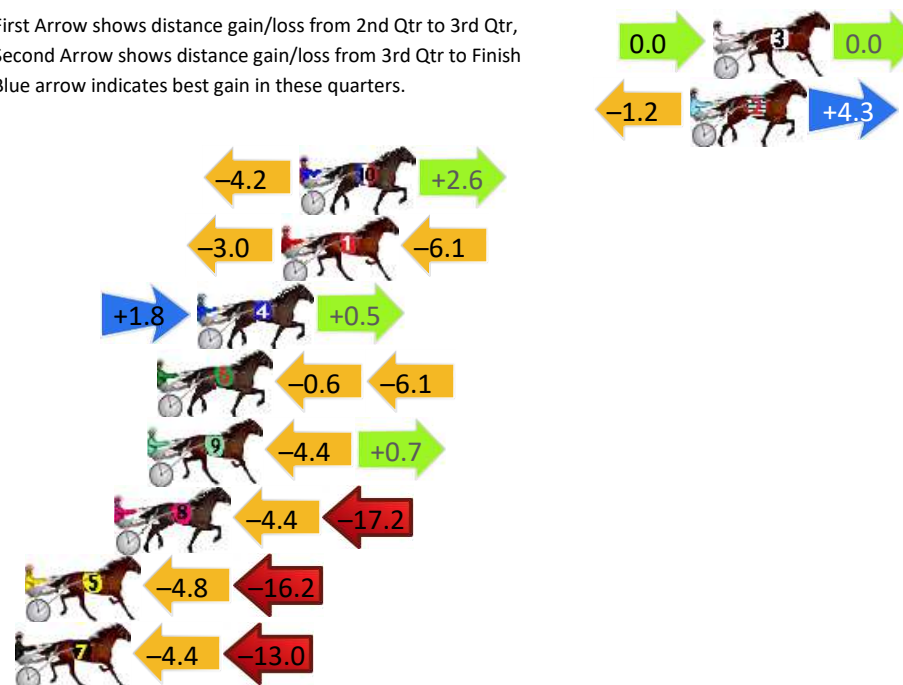 First Arrow shows distance gain/loss from 2nd Qtr to 3rd Qtr,
Second Arrow shows distance gain/loss from 3rd Qtr to Finish
Blue arrow indicates best gain in these quarters.
0.0 3 0.0
–1.2 2 +4.3
–4.2 10 +2.6
–3.0 1 –6.1
+1.8 4 +0.5
6 –0.6 –6.1
9 –4.4 +0.7
8 –4.4 –17.2
5 –4.8 –16.2
7 –4.4 –13.0